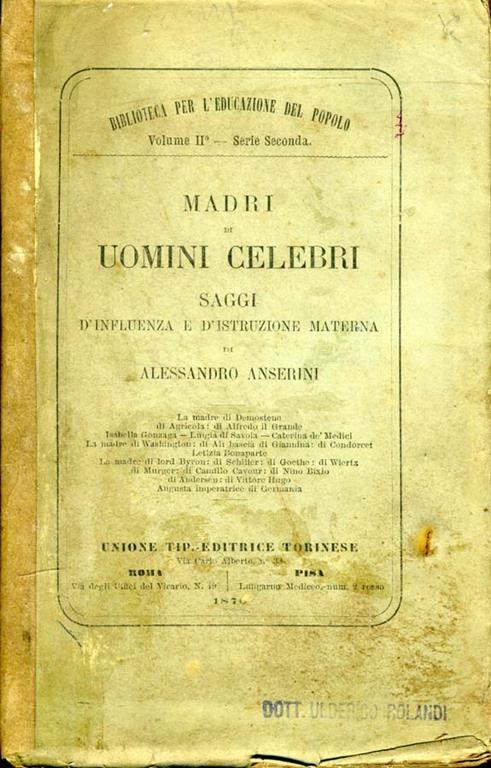 BIBLIOTECA PER L'EDUCAZIONE DEL POPOLO
Volume IIº — Serie Seconda.
MADRI
DI
UOMINI CELEBRI
SAGGI
D'INFLUENZA E D'ISTRUZIONE MATERNA
DI
ALESSANDRO ANSERINI
La madre di Demostene
di Agricola: di Alfredo il Grande
Isabella Gonzaga — Luigia di Savoia — Caterina de' Medici
La madre di Washington: di Alì bascià di Giannina: di Condorcet
Letizia Bonaparte
La madre di lord Byron: di Schiller: di Goethe: di Wiertz
di Murger: di Camillo Cavour: di Nino Bixio
di Andersen: di Vittore Hugo
Augusta imperatrice di Germania
UNIONE TIP.-EDITRICE TORINESE
Via Carlo Alberto, nº 33
ROMA PISA
Via degli Uffici del Vicario, N. 19 Lungarno Mediceo, num. 2 rosso
187
DOTT. ULDERICO ROLANDI